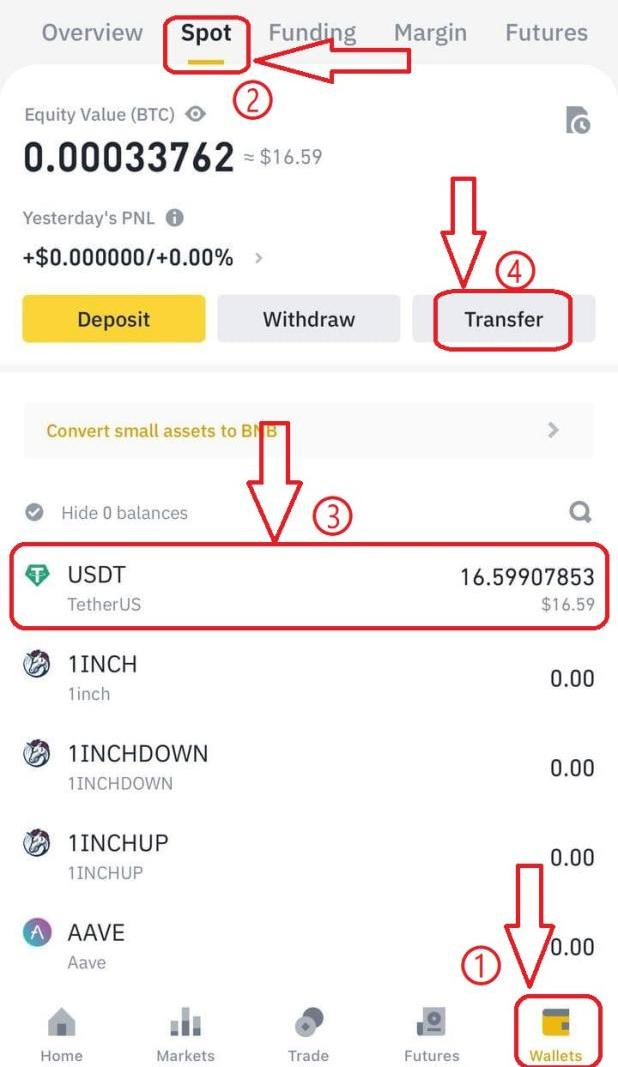 Overview Spot Funding Margin Futures
②
Equity Value (BTC)
0.00033762 ≈ $16.59
Yesterday's PNL
+$0.000000/+0.00% >
④
Deposit Withdraw Transfer
Convert small assets to BNB >
Hide 0 balances
③
USDT 16.59907853
TetherUS $16.59
1INCH 0.00
1inch
1INCHDOWN 0.00
1INCHDOWN
1INCHUP 0.00
1INCHUP
AAVE 0.00
Aave
①
Home Markets Trade Futures Wallets